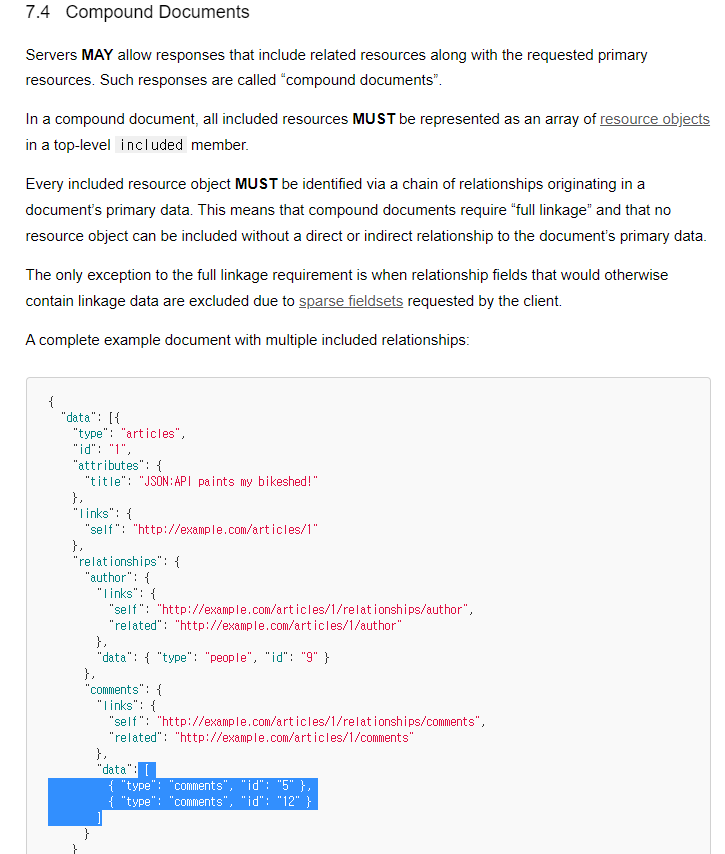 7.4 Compound Documents
Servers MAY allow responses that include related resources along with the requested primary
resources. Such responses are called “compound documents”.
In a compound document, all included resources MUST be represented as an array of resource objects
in a top-level included member.
Every included resource object MUST be identified via a chain of relationships originating in a
document’s primary data. This means that compound documents require “full linkage” and that no
resource object can be included without a direct or indirect relationship to the document’s primary data.
The only exception to the full linkage requirement is when relationship fields that would otherwise
contain linkage data are excluded due to sparse fieldsets requested by the client.
A complete example document with multiple included relationships:
{
  "data": [{
    "type": "articles",
    "id": "1",
    "attributes": {
      "title": "JSON:API paints my bikeshed!"
    },
    "links": {
      "self": "http://example.com/articles/1"
    },
    "relationships": {
      "author": {
        "links": {
          "self": "http://example.com/articles/1/relationships/author",
          "related": "http://example.com/articles/1/author"
        },
        "data": { "type": "people", "id": "9" }
      },
      "comments": {
        "links": {
          "self": "http://example.com/articles/1/relationships/comments",
          "related": "http://example.com/articles/1/comments"
        },
        "data": [
          { "type": "comments", "id": "5" },
          { "type": "comments", "id": "12" }
        ]
      }
    }